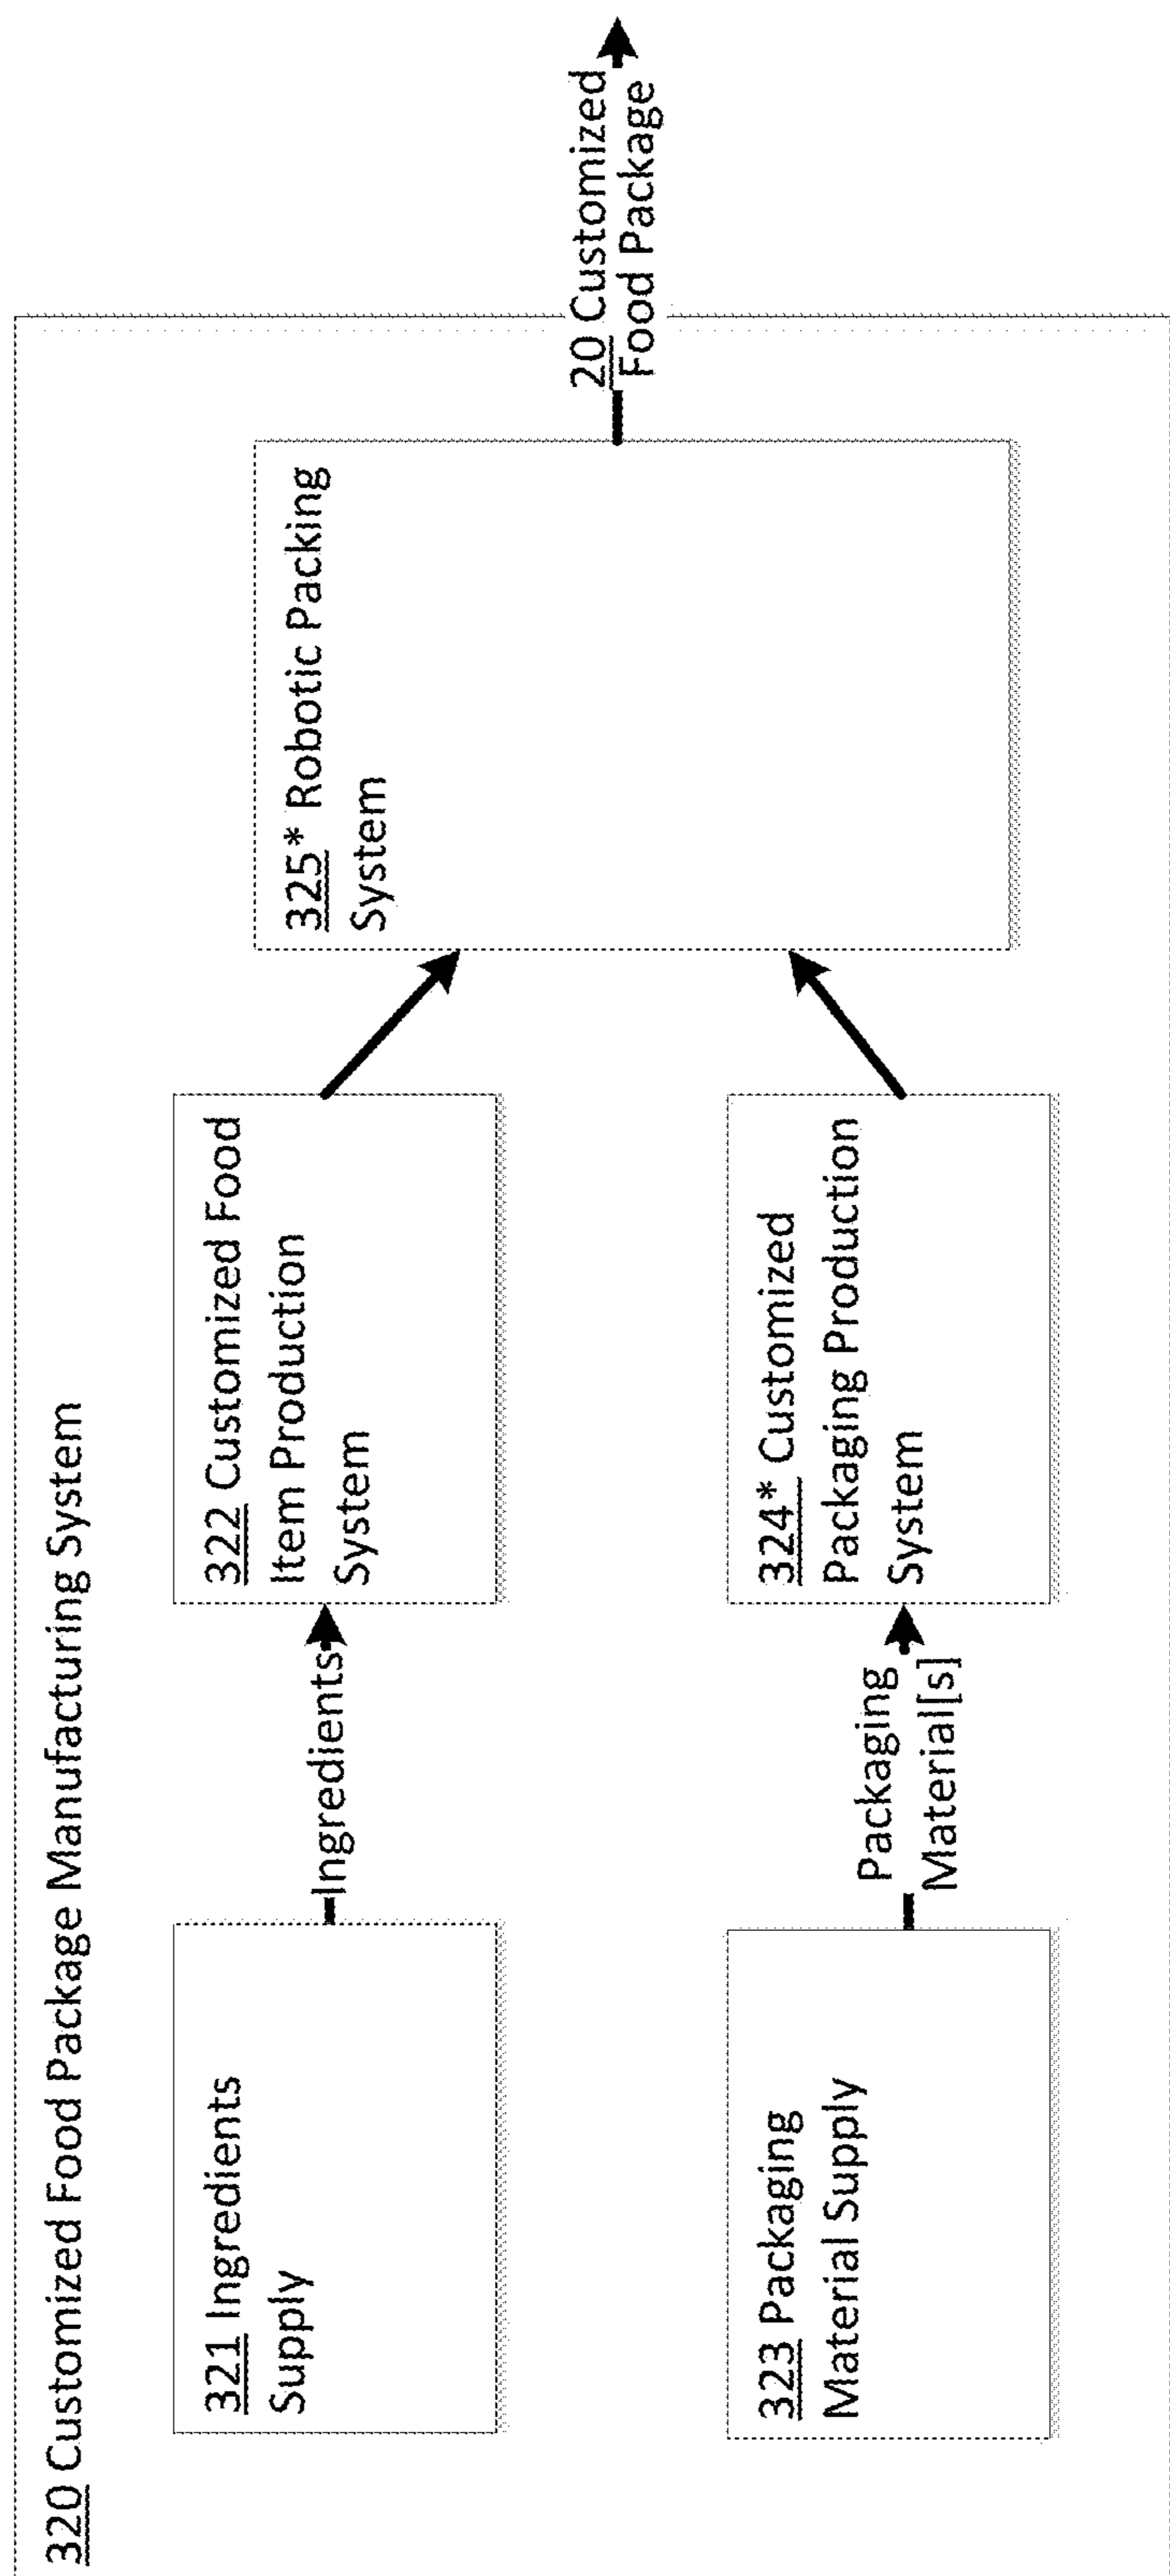 320 Customized Food Package Manufacturing System
321 Ingredients
Supply
Ingredients
322 Customized Food
Item Production
System
323 Packaging
Material Supply
Packaging
Material[s]
324* Customized
Packaging Production
System
325* Robotic Packing
System
20 Customized
Food Package